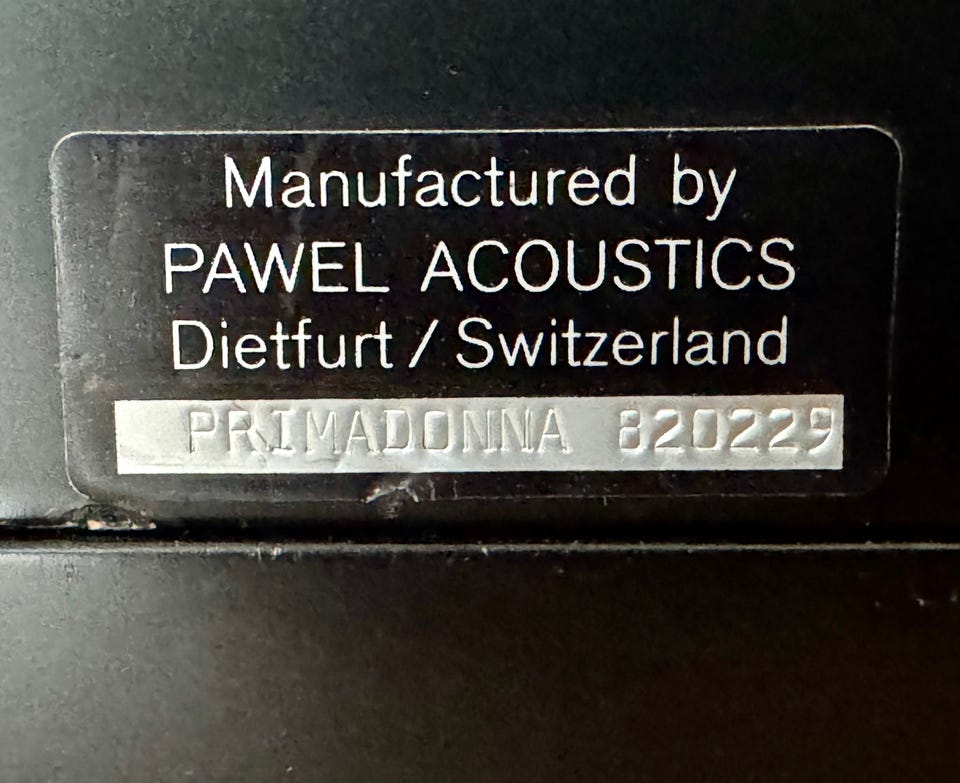 Manufactured by
PAWEL ACOUSTICS
Dietfurt / Switzerland
PRIMADONNA 820229